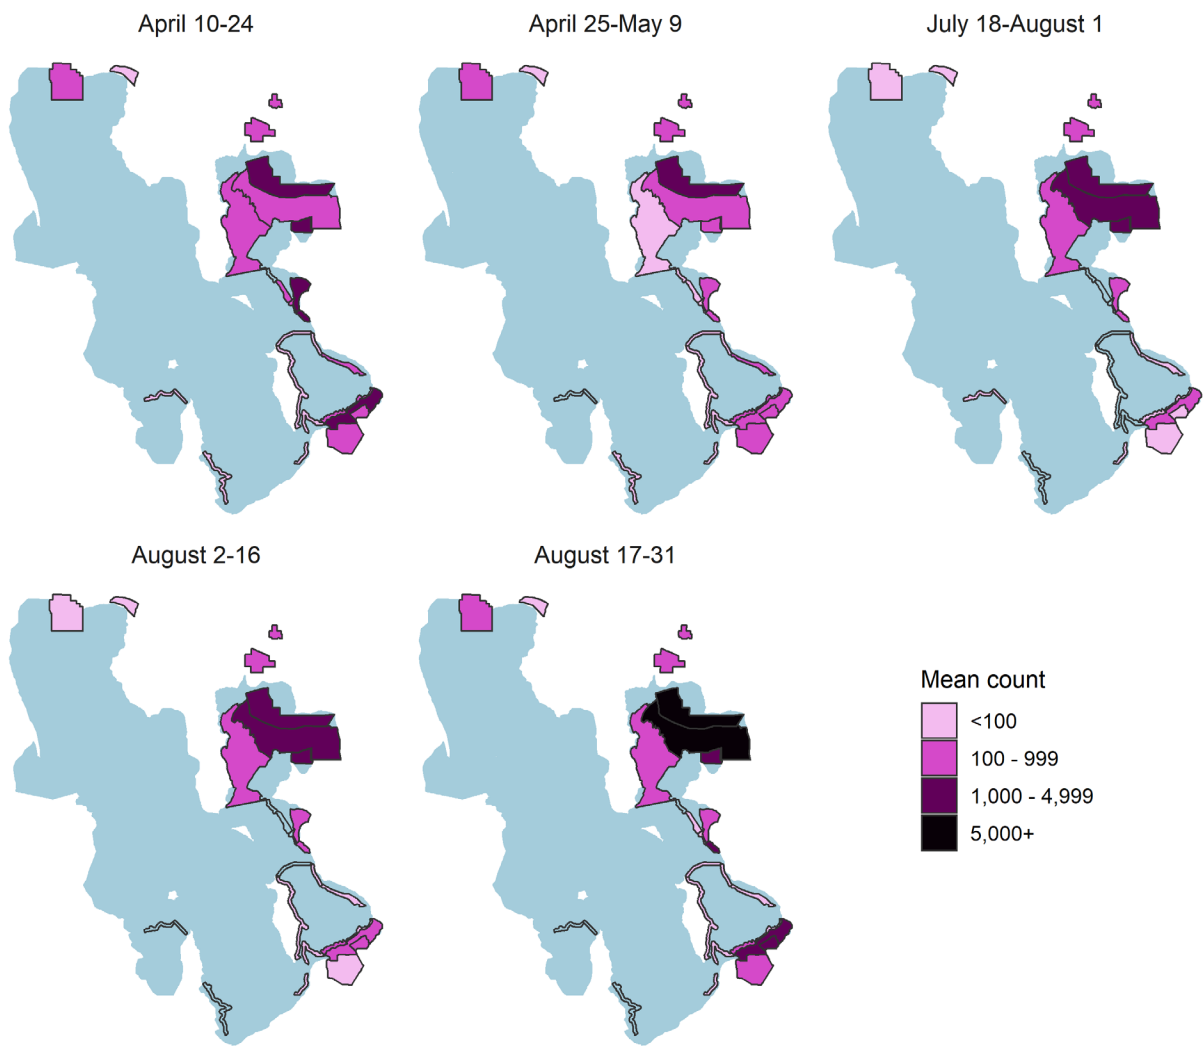 April 10-24
April 25-May 9
July 18-August 1
August 2-16
August 17-31
Mean count
<100
100 - 999
1,000 - 4,999
5,000+